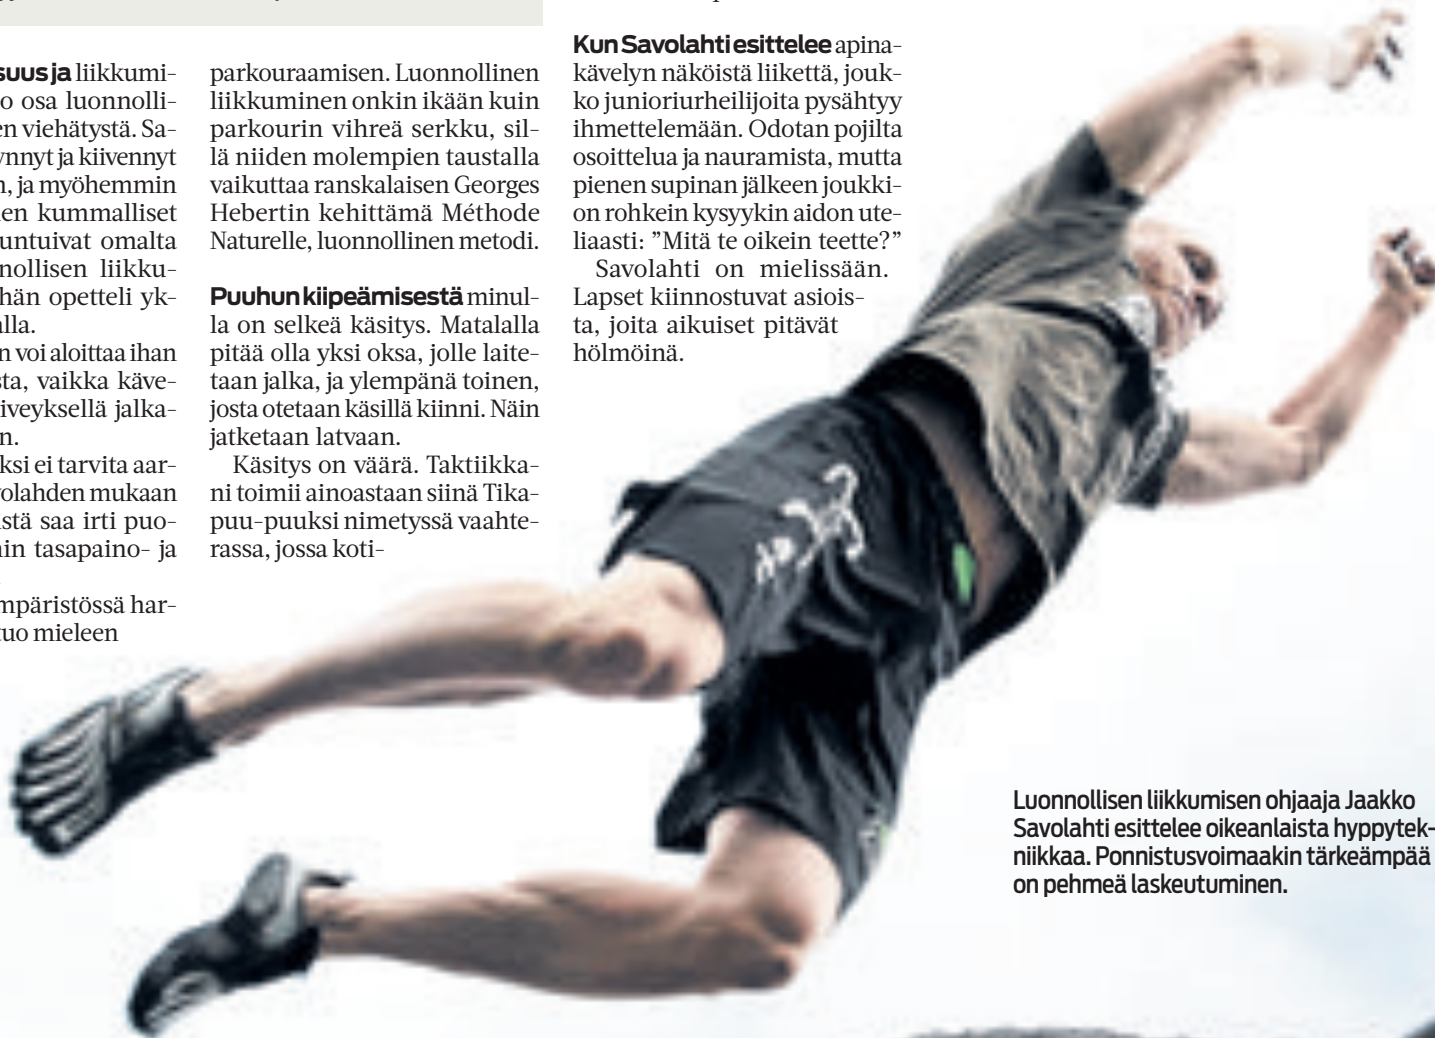 suus ja liikkumi-
o osa luonnolli-
en viehätystä. Sa-
ynnyt ja kiivennyt
n, ja myöhemmin
en kummalliset
untuivat omalta
nollisen liikku-
hän opetteli yk-
alla.
n voi aloittaa ihan
sta, vaikka käve-
iveyksellä jalka-
n.
ksi ei tarvita aar-
volahden mukaan
stä saa irti puo-
in tasapaino- ja
mpäristössä har-
tuo mieleen
parkouraamisen. Luonnollinen
liikkuminen onkin ikään kuin
parkourin vihreä serkku, sil-
lä niiden molempien taustalla
vaikuttaa ranskalaisen Georges
Hebertin kehittämä Méthode
Naturelle, luonnollinen metodi.
Puuhun kiipeämisestä minul-
la on selkeä käsitys. Matalalla
pitää olla yksi oksa, jolle laite-
taan jalka, ja ylempänä toinen,
josta otetaan käsillä kiinni. Näin
jatketaan latvaan.
Käsitys on väärä. Taktiikka-
ni toimii ainoastaan siinä Tika-
puu-puuksi nimetyssä vaahte-
rassa, jossa koti-
Kun Savolahti esittelee apina-
kävelyn näköistä liikettä, jouk-
ko junioriurheilijoita pysähtyy
ihmettelemään. Odotan pojilta
osoittelua ja nauramista, mutta
pienen supinan jälkeen joukki-
on rohkein kysyykin aidon ute-
liaasti: ”Mitä te oikein teette?”
Savolahti on mielissään.
Lapset kiinnostuvat asiois-
ta, joita aikuiset pitävät
hölmöinä.
Luonnollisen liikkumisen ohjaaja Jaakko
Savolahti esittelee oikeanlaista hyppytek-
niikkaa. Ponnistusvoimaakin tärkeämpää
on pehmeä laskeutuminen.